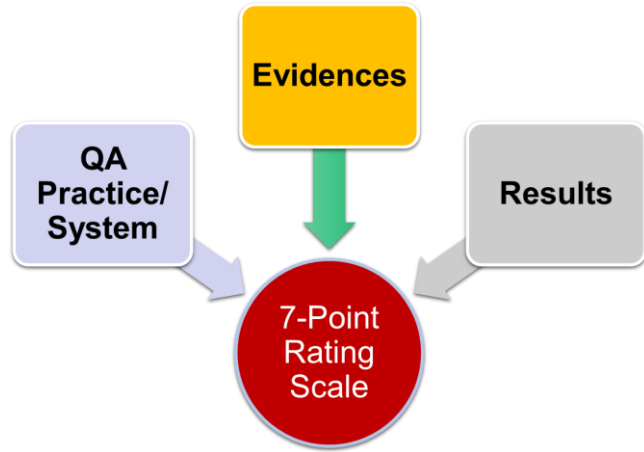 Evidences
QA
Practice/
System
Results
7-Point
Rating
Scale